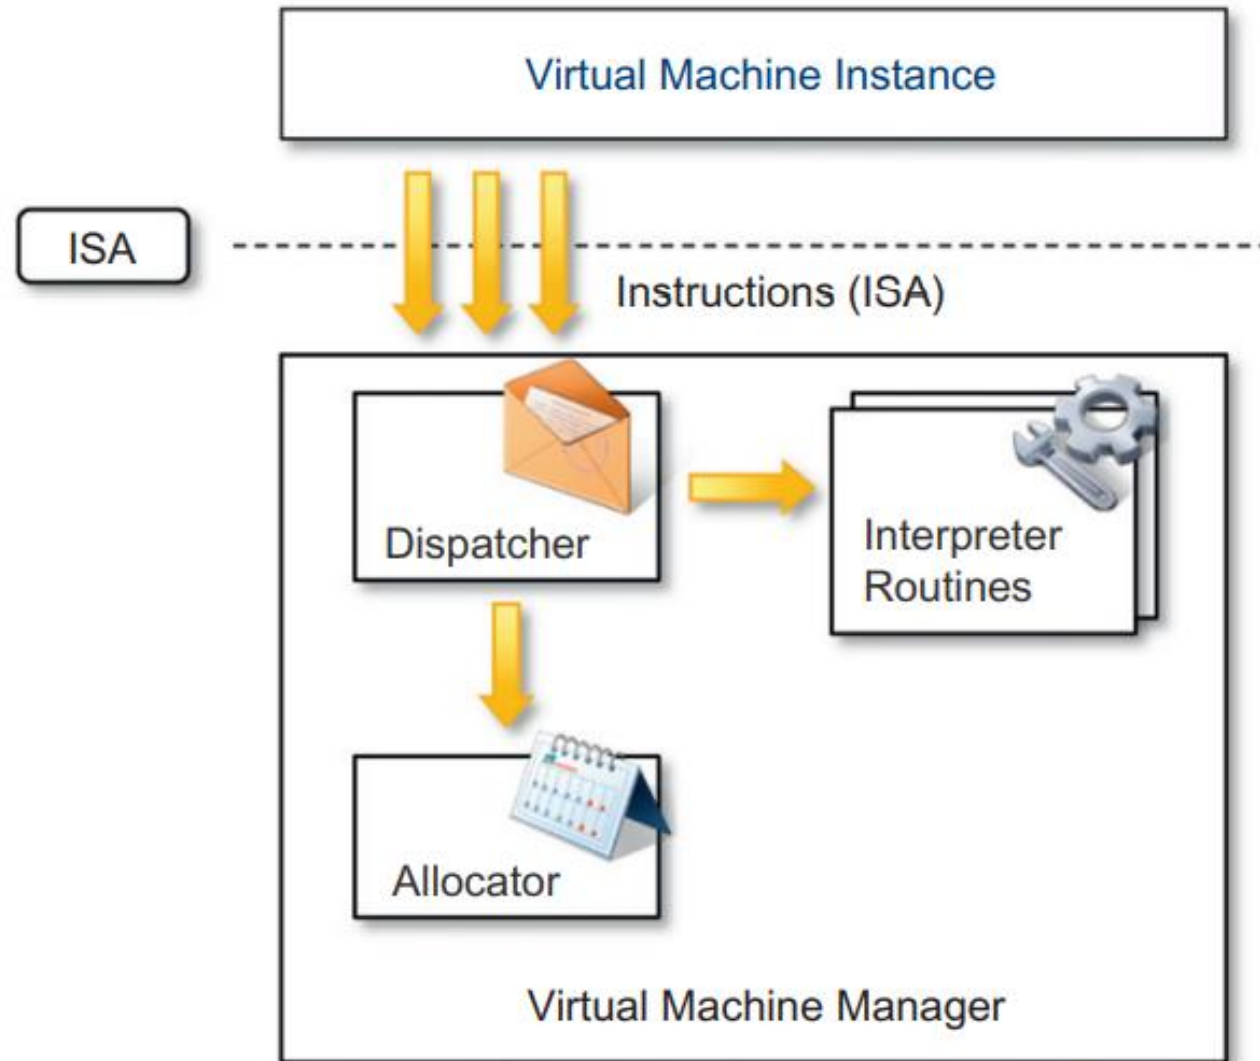 Virtual Machine Instance
ISA
Instructions (ISA)
Dispatcher
Interpreter
Routines
Allocator
Virtual Machine Manager